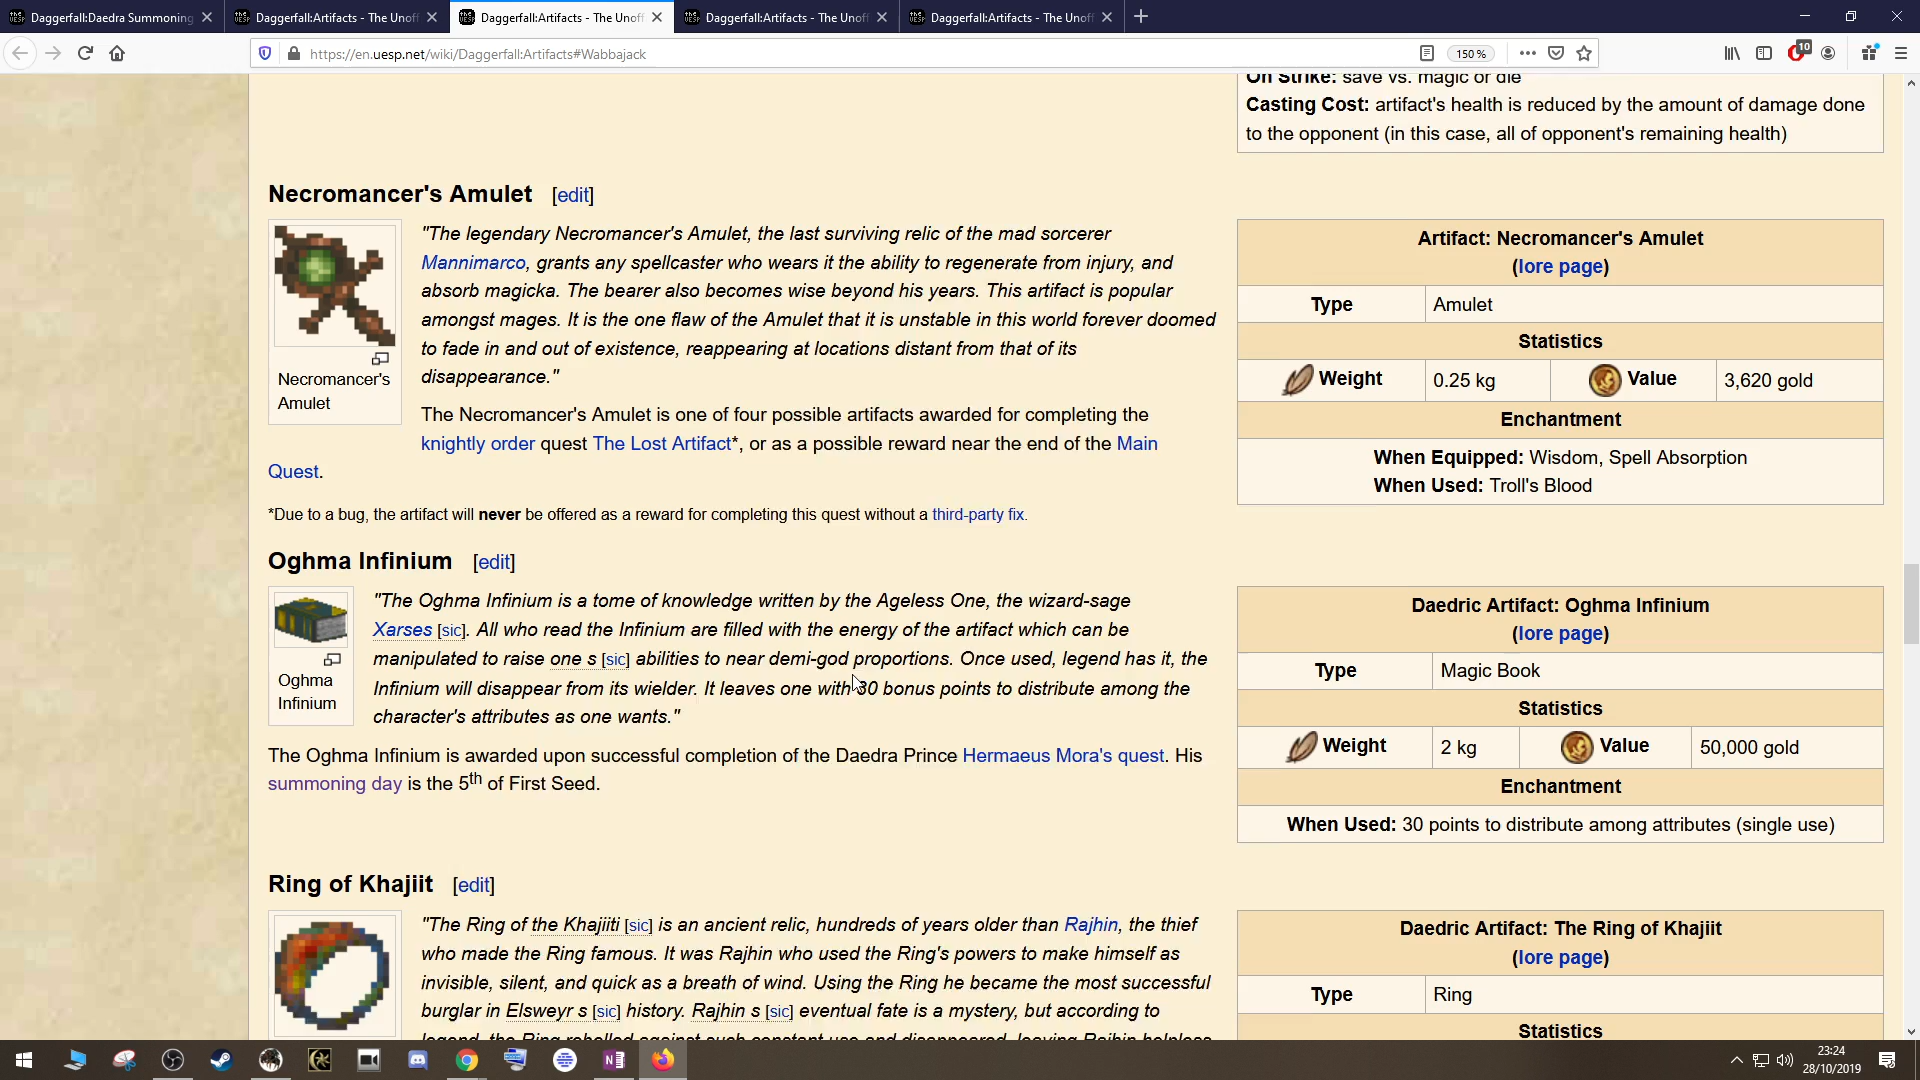 Daggerfall:Daedra Summoning
Daggerfall:Artifacts - The Unoff
Daggerfall:Artifacts - The Unoff
Daggerfall:Artifacts - The Unoff
Daggerfall:Artifacts - The Unoff
https://en.uesp.net/wiki/Daggerfall:Artifacts#Wabbajack
150 %
10
On Strike: save vs. magic or die
Casting Cost: artifact's health is reduced by the amount of damage done
to the opponent (in this case, all of opponent's remaining health)
Necromancer's Amulet [edit]
Necromancer's
Amulet
"The legendary Necromancer's Amulet, the last surviving relic of the mad sorcerer
Mannimarco, grants any spellcaster who wears it the ability to regenerate from injury, and
absorb magicka. The bearer also becomes wise beyond his years. This artifact is popular
amongst mages. It is the one flaw of the Amulet that it is unstable in this world forever doomed
to fade in and out of existence, reappearing at locations distant from that of its
disappearance."
The Necromancer's Amulet is one of four possible artifacts awarded for completing the
knightly order quest The Lost Artifact*, or as a possible reward near the end of the Main
Quest.
*Due to a bug, the artifact will never be offered as a reward for completing this quest without a third-party fix.
Artifact: Necromancer's Amulet
(lore page)
Type Amulet
Statistics
Weight 0.25 kg Value 3,620 gold
Enchantment
When Equipped: Wisdom, Spell Absorption
When Used: Troll's Blood
Oghma Infinium [edit]
Oghma
Infinium
"The Oghma Infinium is a tome of knowledge written by the Ageless One, the wizard-sage
Xarses [sic]. All who read the Infinium are filled with the energy of the artifact which can be
manipulated to raise one s [sic] abilities to near demi-god proportions. Once used, legend has it, the
Infinium will disappear from its wielder. It leaves one with 30 bonus points to distribute among the
character's attributes as one wants."
The Oghma Infinium is awarded upon successful completion of the Daedra Prince Hermaeus Mora's quest. His
summoning day is the 5th of First Seed.
Daedric Artifact: Oghma Infinium
(lore page)
Type Magic Book
Statistics
Weight 2 kg Value 50,000 gold
Enchantment
When Used: 30 points to distribute among attributes (single use)
Ring of Khajiit [edit]
"The Ring of the Khajiiti [sic] is an ancient relic, hundreds of years older than Rajhin, the thief
who made the Ring famous. It was Rajhin who used the Ring's powers to make himself as
invisible, silent, and quick as a breath of wind. Using the Ring he became the most successful
burglar in Elsweyr s [sic] history. Rajhin s [sic] eventual fate is a mystery, but according to
legend, the Ring rebelled against such constant use and disappeared, leaving Rajhin helpless
Daedric Artifact: The Ring of Khajiit
(lore page)
Type Ring
Statistics
23:24
28/10/2019